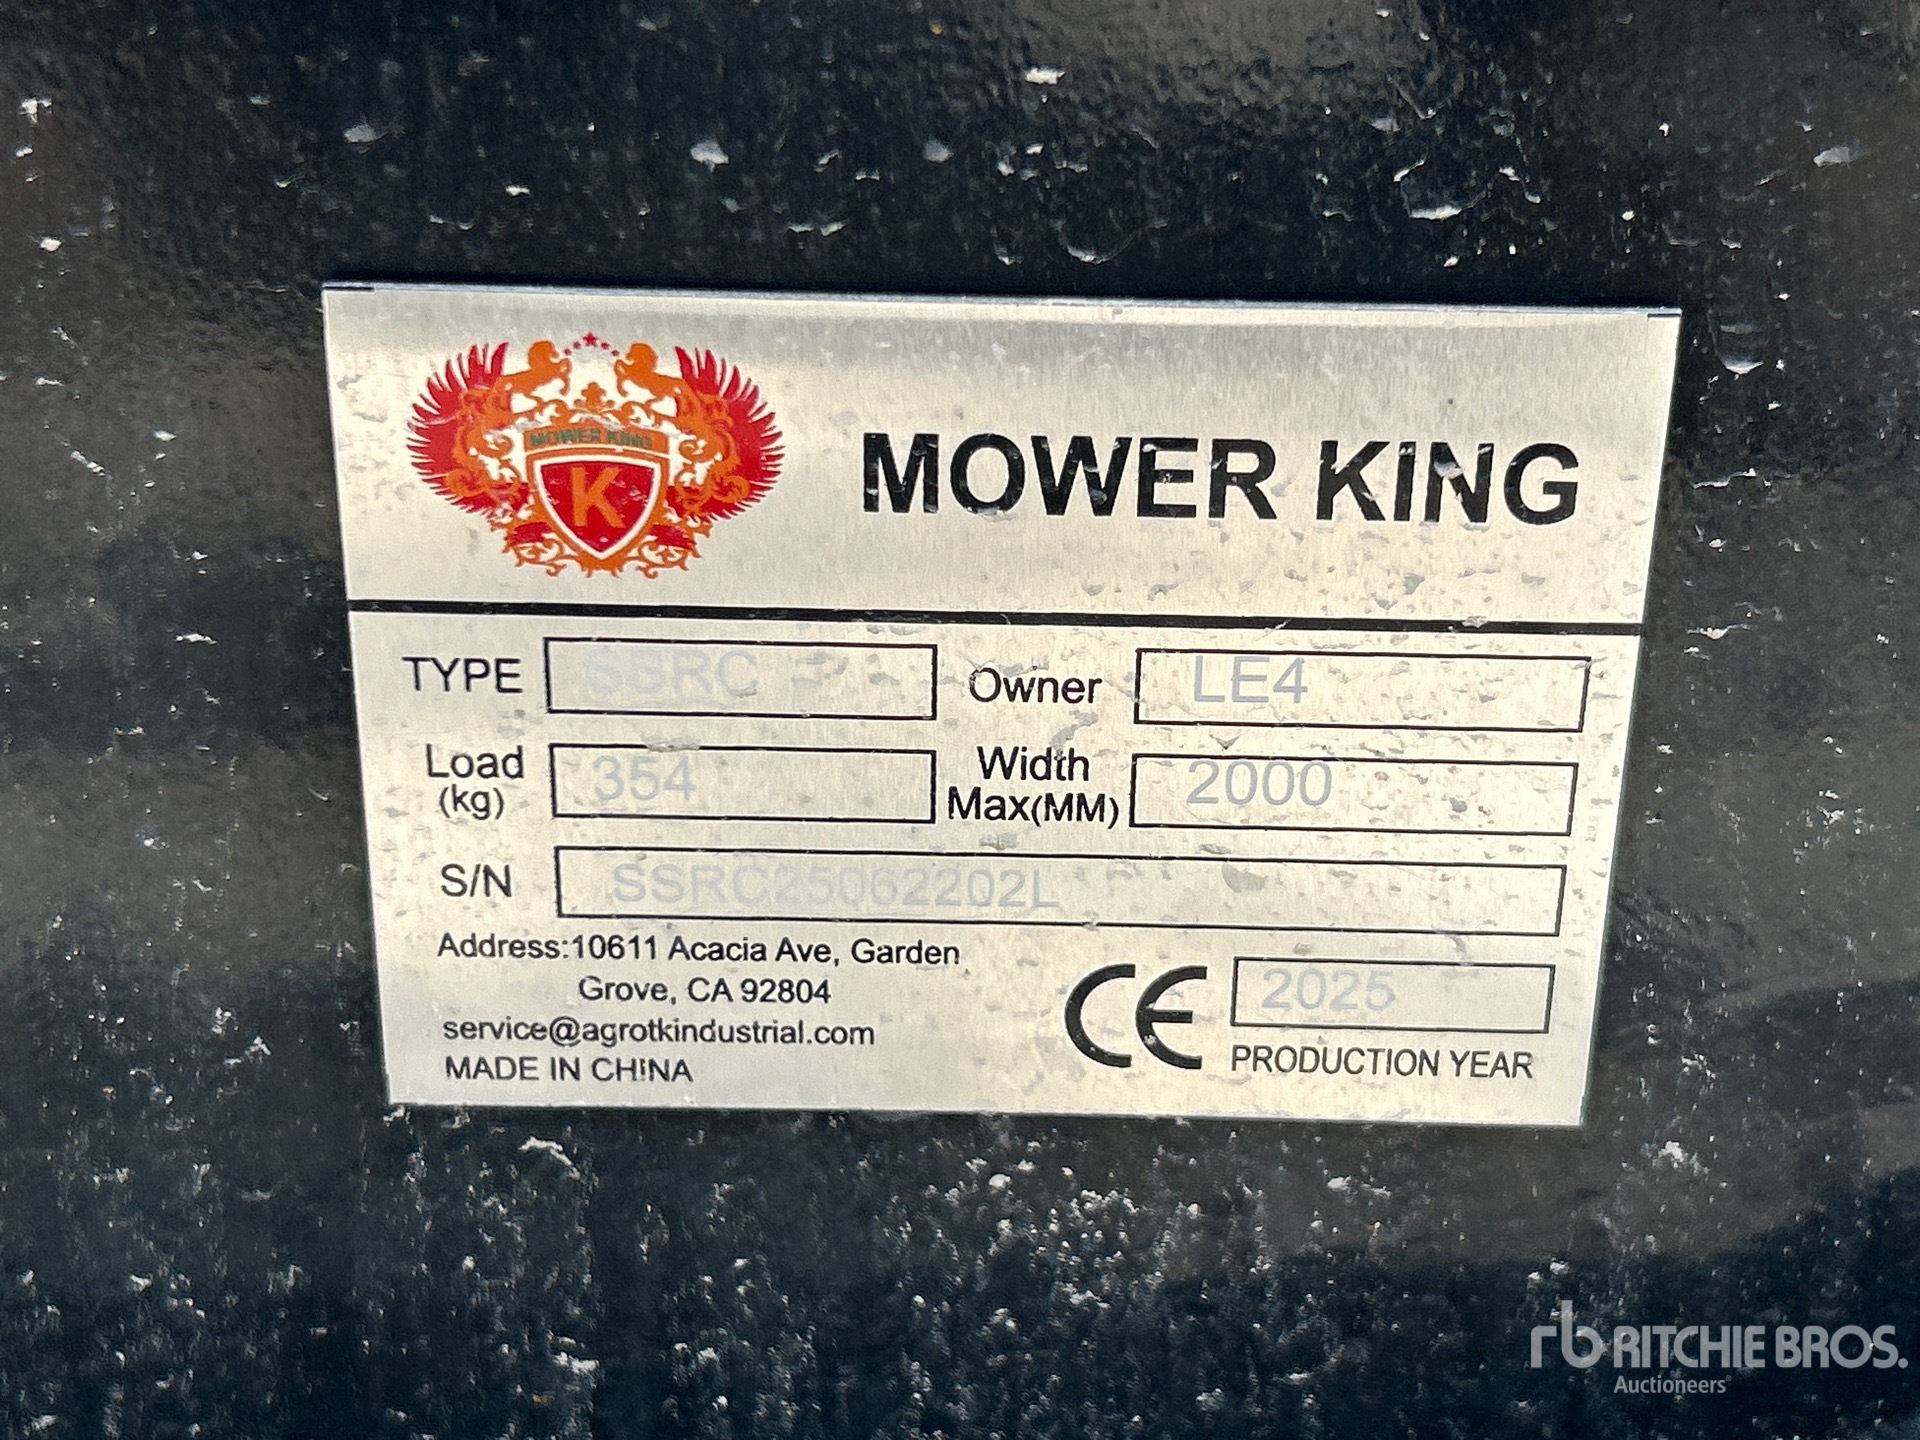 MOWER KING
K
MOWER KING
TYPE SSRC Owner LE4
Load (kg) 354 Width Max(MM) 2000
S/N SSRC25062202L
Address:10611 Acacia Ave, Garden
Grove, CA 92804
service@agrotkindustrial.com
MADE IN CHINA
CE 2025
PRODUCTION YEAR
rb RITCHIE BROS.
Auctioneers